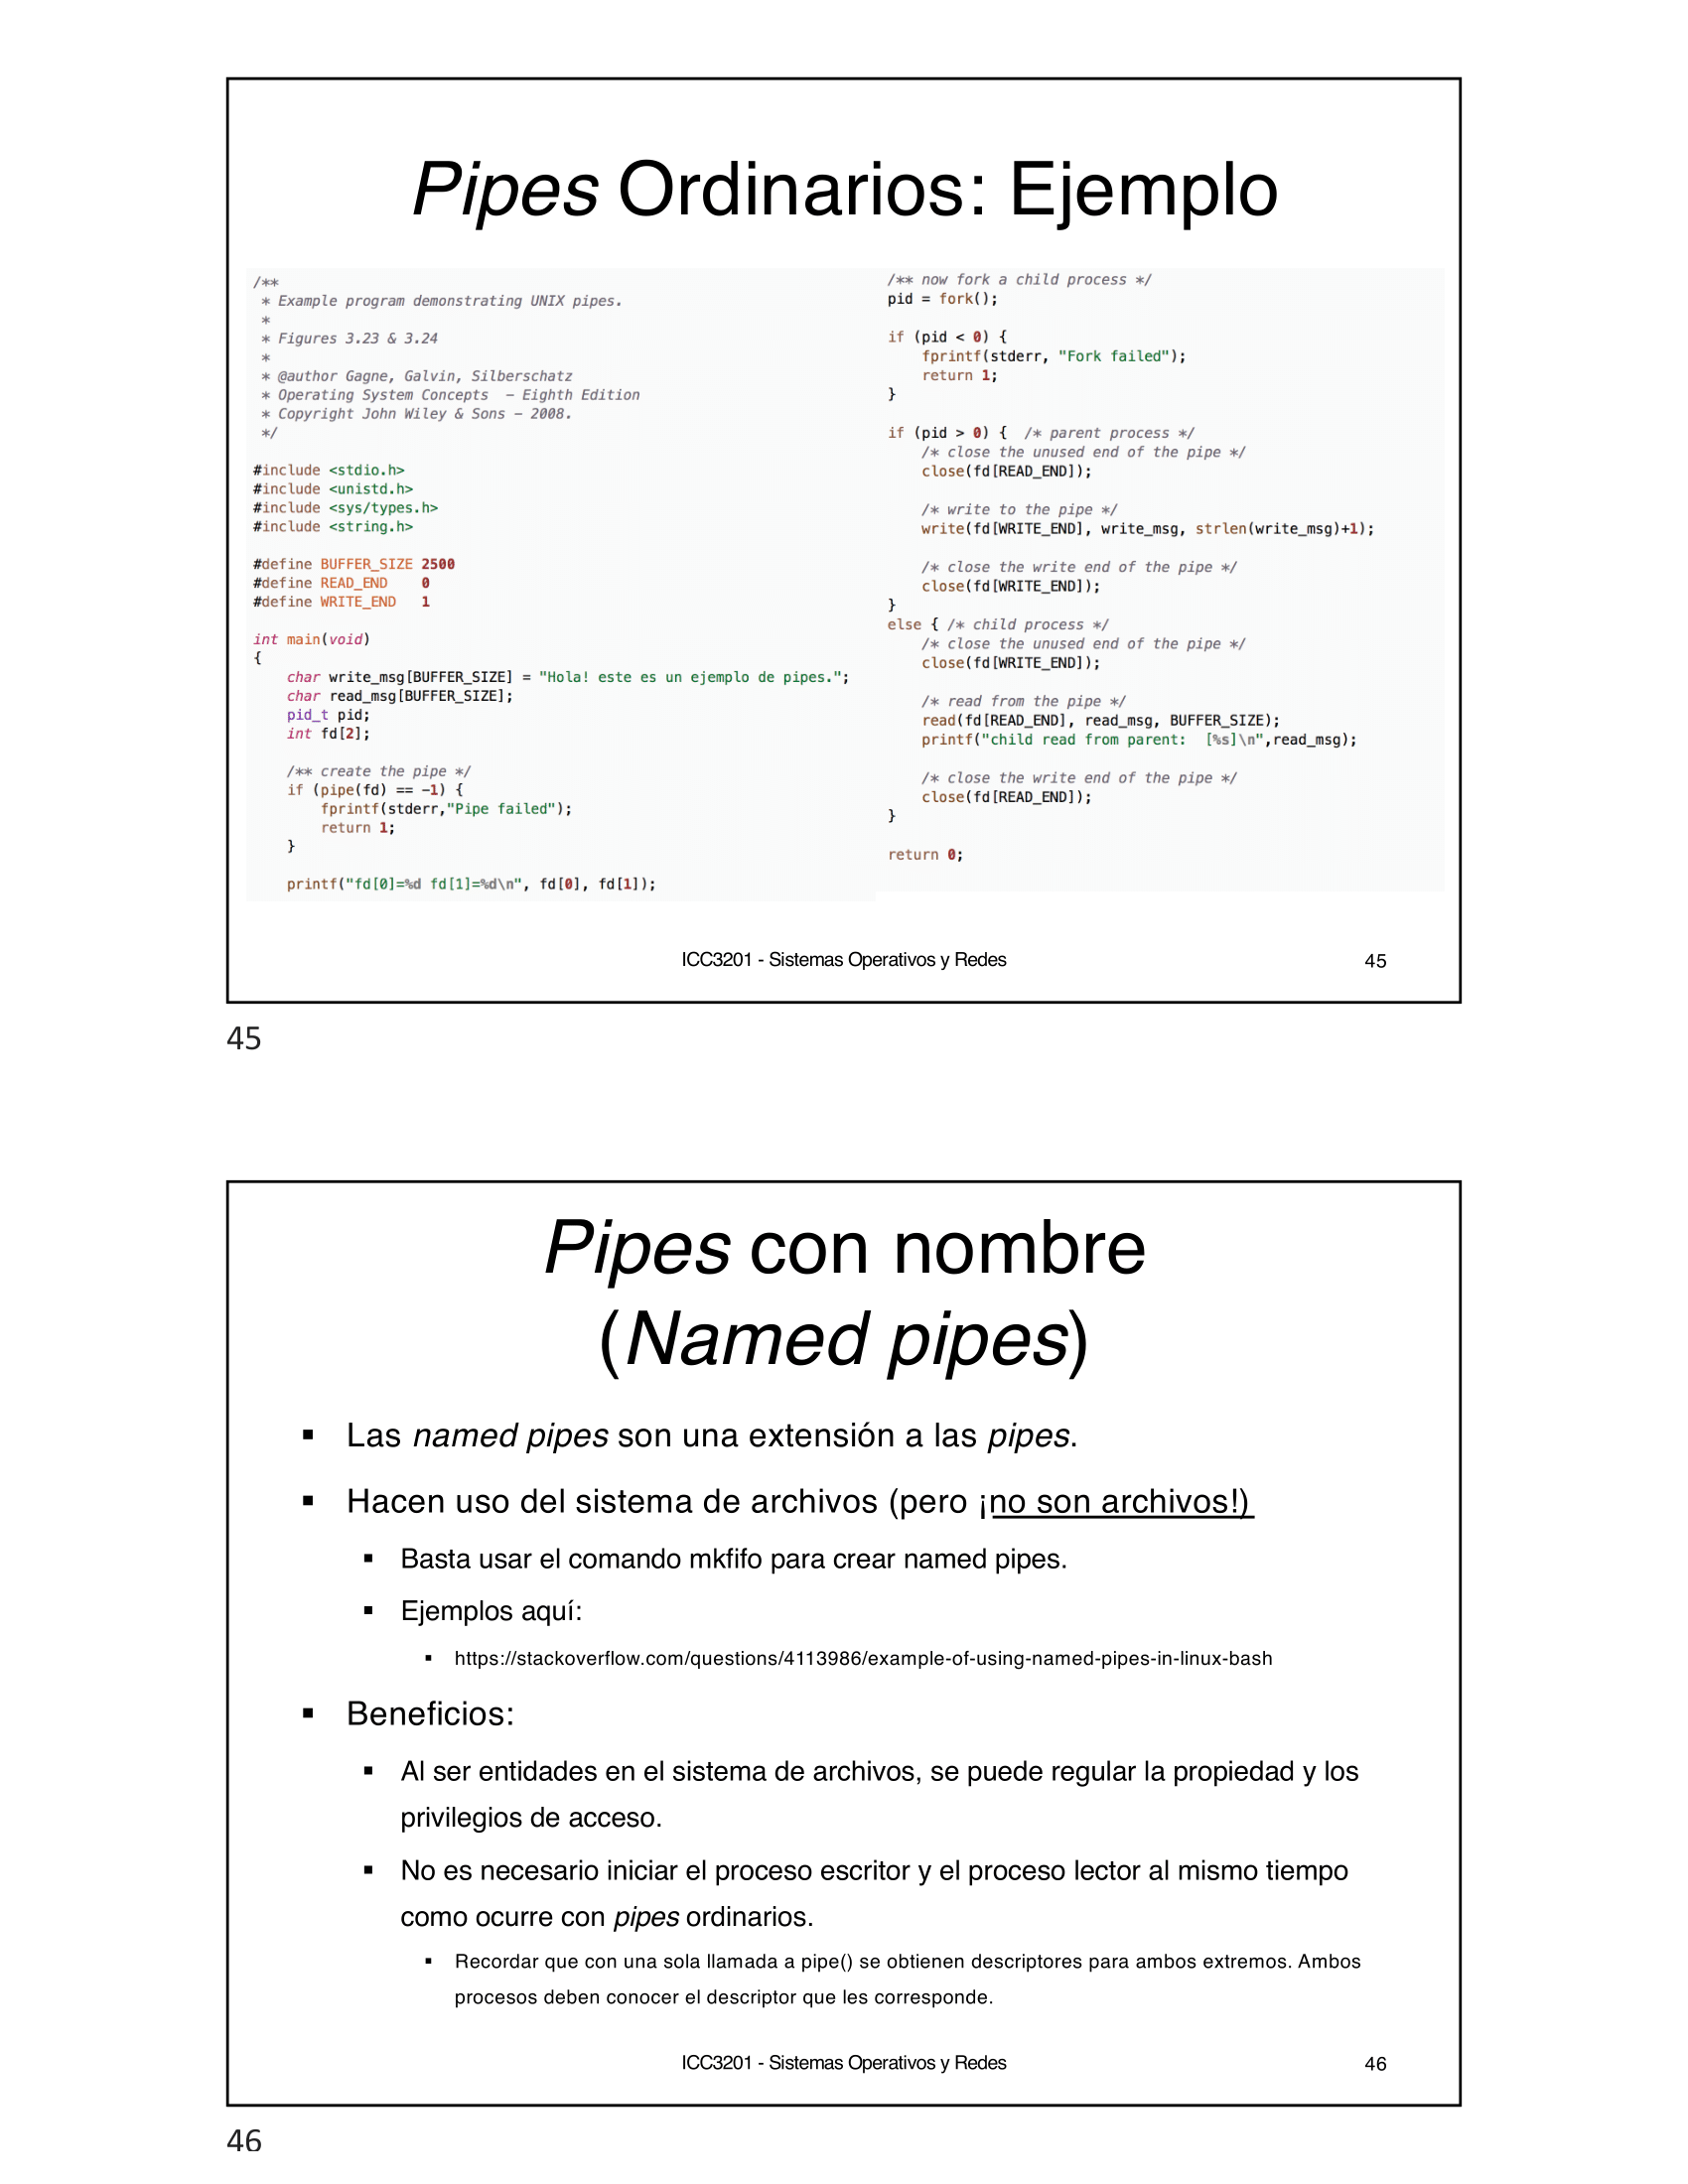 Pipes Ordinarios: Ejemplo
/**
 * Example program demonstrating UNIX pipes.
 *
 * Figures 3.23 & 3.24
 *
 * @author Gagne, Galvin, Silberschatz
 * Operating System Concepts  - Eighth Edition
 * Copyright John Wiley & Sons - 2008.
 */

#include <stdio.h>
#include <unistd.h>
#include <sys/types.h>
#include <string.h>

#define BUFFER_SIZE 2500
#define READ_END    0
#define WRITE_END   1

int main(void)
{
    char write_msg[BUFFER_SIZE] = "Hola! este es un ejemplo de pipes.";
    char read_msg[BUFFER_SIZE];
    pid_t pid;
    int fd[2];

    /** create the pipe */
    if (pipe(fd) == -1) {
        fprintf(stderr,"Pipe failed");
        return 1;
    }

    printf("fd[0]=%d fd[1]=%d\n", fd[0], fd[1]);
/** now fork a child process */
pid = fork();

if (pid < 0) {
    fprintf(stderr, "Fork failed");
    return 1;
}

if (pid > 0) {  /* parent process */
    /* close the unused end of the pipe */
    close(fd[READ_END]);

    /* write to the pipe */
    write(fd[WRITE_END], write_msg, strlen(write_msg)+1);

    /* close the write end of the pipe */
    close(fd[WRITE_END]);
}
else { /* child process */
    /* close the unused end of the pipe */
    close(fd[WRITE_END]);

    /* read from the pipe */
    read(fd[READ_END], read_msg, BUFFER_SIZE);
    printf("child read from parent:  [%s]\n",read_msg);

    /* close the write end of the pipe */
    close(fd[READ_END]);
}

return 0;
ICC3201 - Sistemas Operativos y Redes 45
45
Pipes con nombre
(Named pipes)
▪ Las named pipes son una extensión a las pipes.
▪ Hacen uso del sistema de archivos (pero ¡no son archivos!)
▪ Basta usar el comando mkfifo para crear named pipes.
▪ Ejemplos aquí:
▪ https://stackoverflow.com/questions/4113986/example-of-using-named-pipes-in-linux-bash
▪ Beneficios:
▪ Al ser entidades en el sistema de archivos, se puede regular la propiedad y los
privilegios de acceso.
▪ No es necesario iniciar el proceso escritor y el proceso lector al mismo tiempo
como ocurre con pipes ordinarios.
▪ Recordar que con una sola llamada a pipe() se obtienen descriptores para ambos extremos. Ambos
procesos deben conocer el descriptor que les corresponde.
ICC3201 - Sistemas Operativos y Redes 46
46